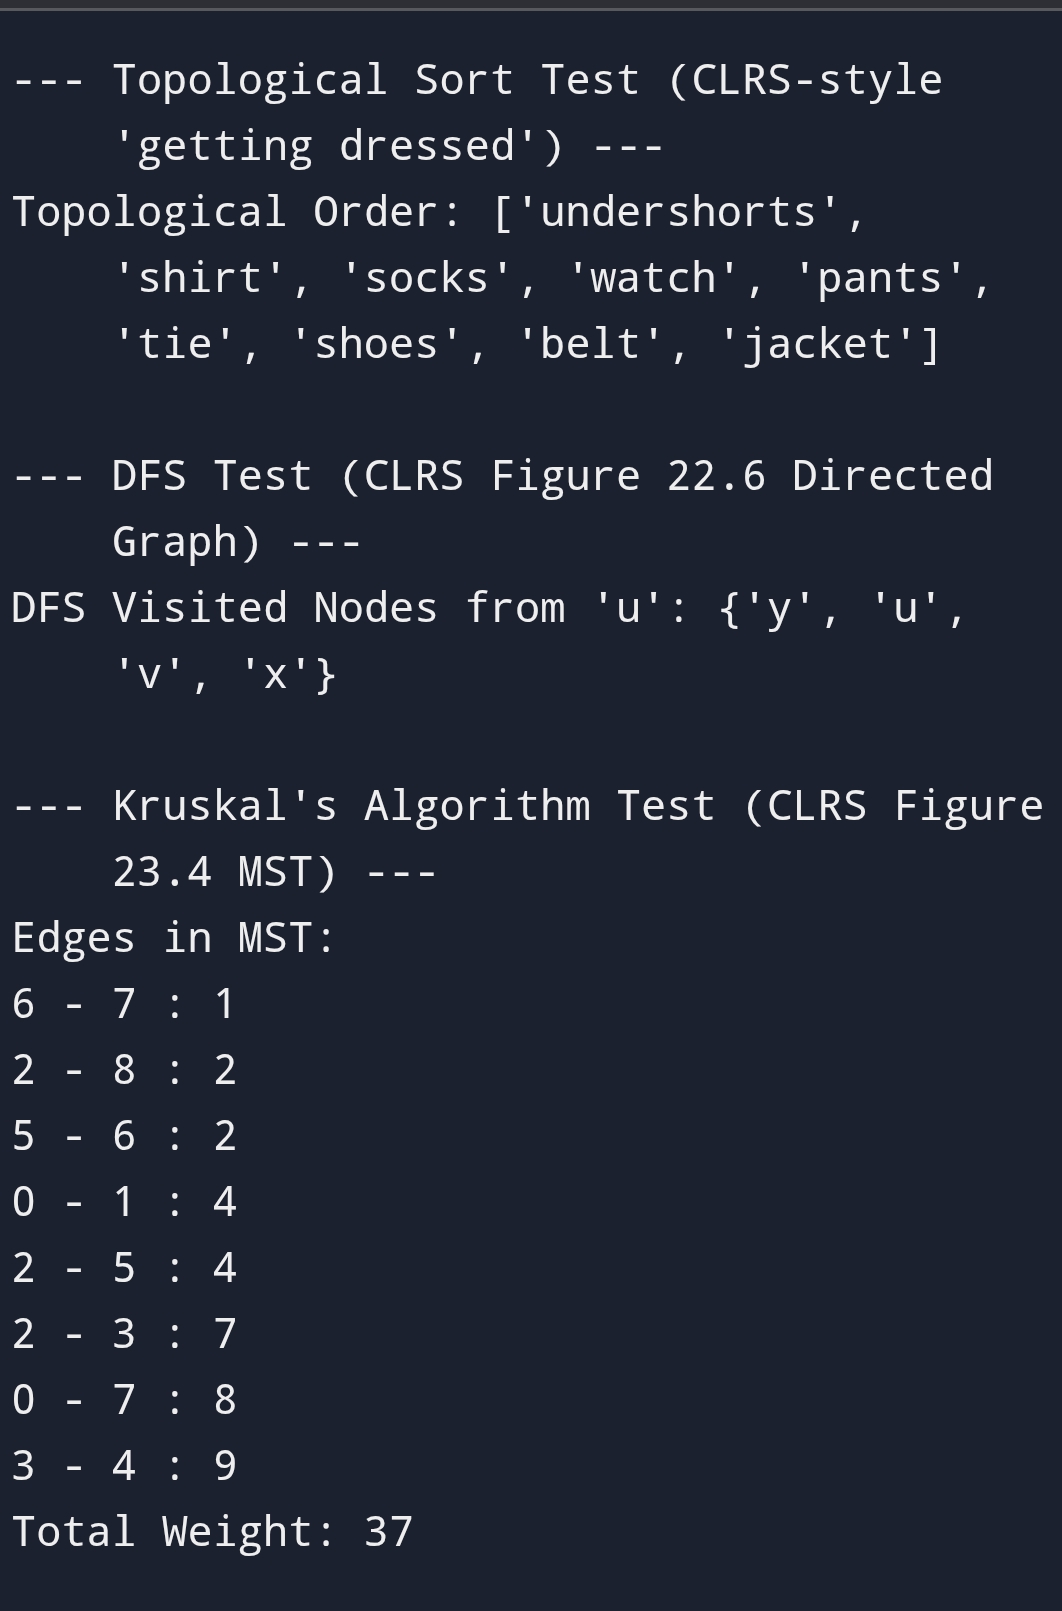 --- Topological Sort Test (CLRS-style
'getting dressed') ---
Topological Order: ['undershorts',
'shirt', 'socks', 'watch', 'pants',
'tie', 'shoes', 'belt', 'jacket']
--- DFS Test (CLRS Figure 22.6 Directed
Graph) ---
DFS Visited Nodes from 'u': {'y', 'u',
'v', 'x'}
--- Kruskal's Algorithm Test (CLRS Figure
23.4 MST) ---
Edges in MST:
6 - 7 : 1
2 - 8 : 2
5 - 6 : 2
0 - 1 : 4
2 - 5 : 4
2 - 3 : 7
0 - 7 : 8
3 - 4 : 9
Total Weight: 37